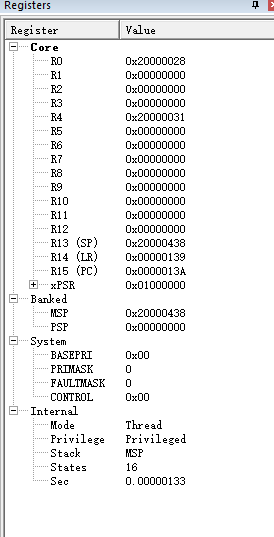 Registers
Register Value
Core
R0 0x20000028
R1 0x00000000
R2 0x00000000
R3 0x00000000
R4 0x20000031
R5 0x00000000
R6 0x00000000
R7 0x00000000
R8 0x00000000
R9 0x00000000
R10 0x00000000
R11 0x00000000
R12 0x00000000
R13 (SP) 0x20000438
R14 (LR) 0x00000139
R15 (PC) 0x0000013A
xPSR 0x01000000
Banked
MSP 0x20000438
PSP 0x00000000
System
BASEPRI 0x00
PRIMASK 0
FAULTMASK 0
CONTROL 0x00
Internal
Mode Thread
Privilege Privileged
Stack MSP
States 16
Sec 0.00000133